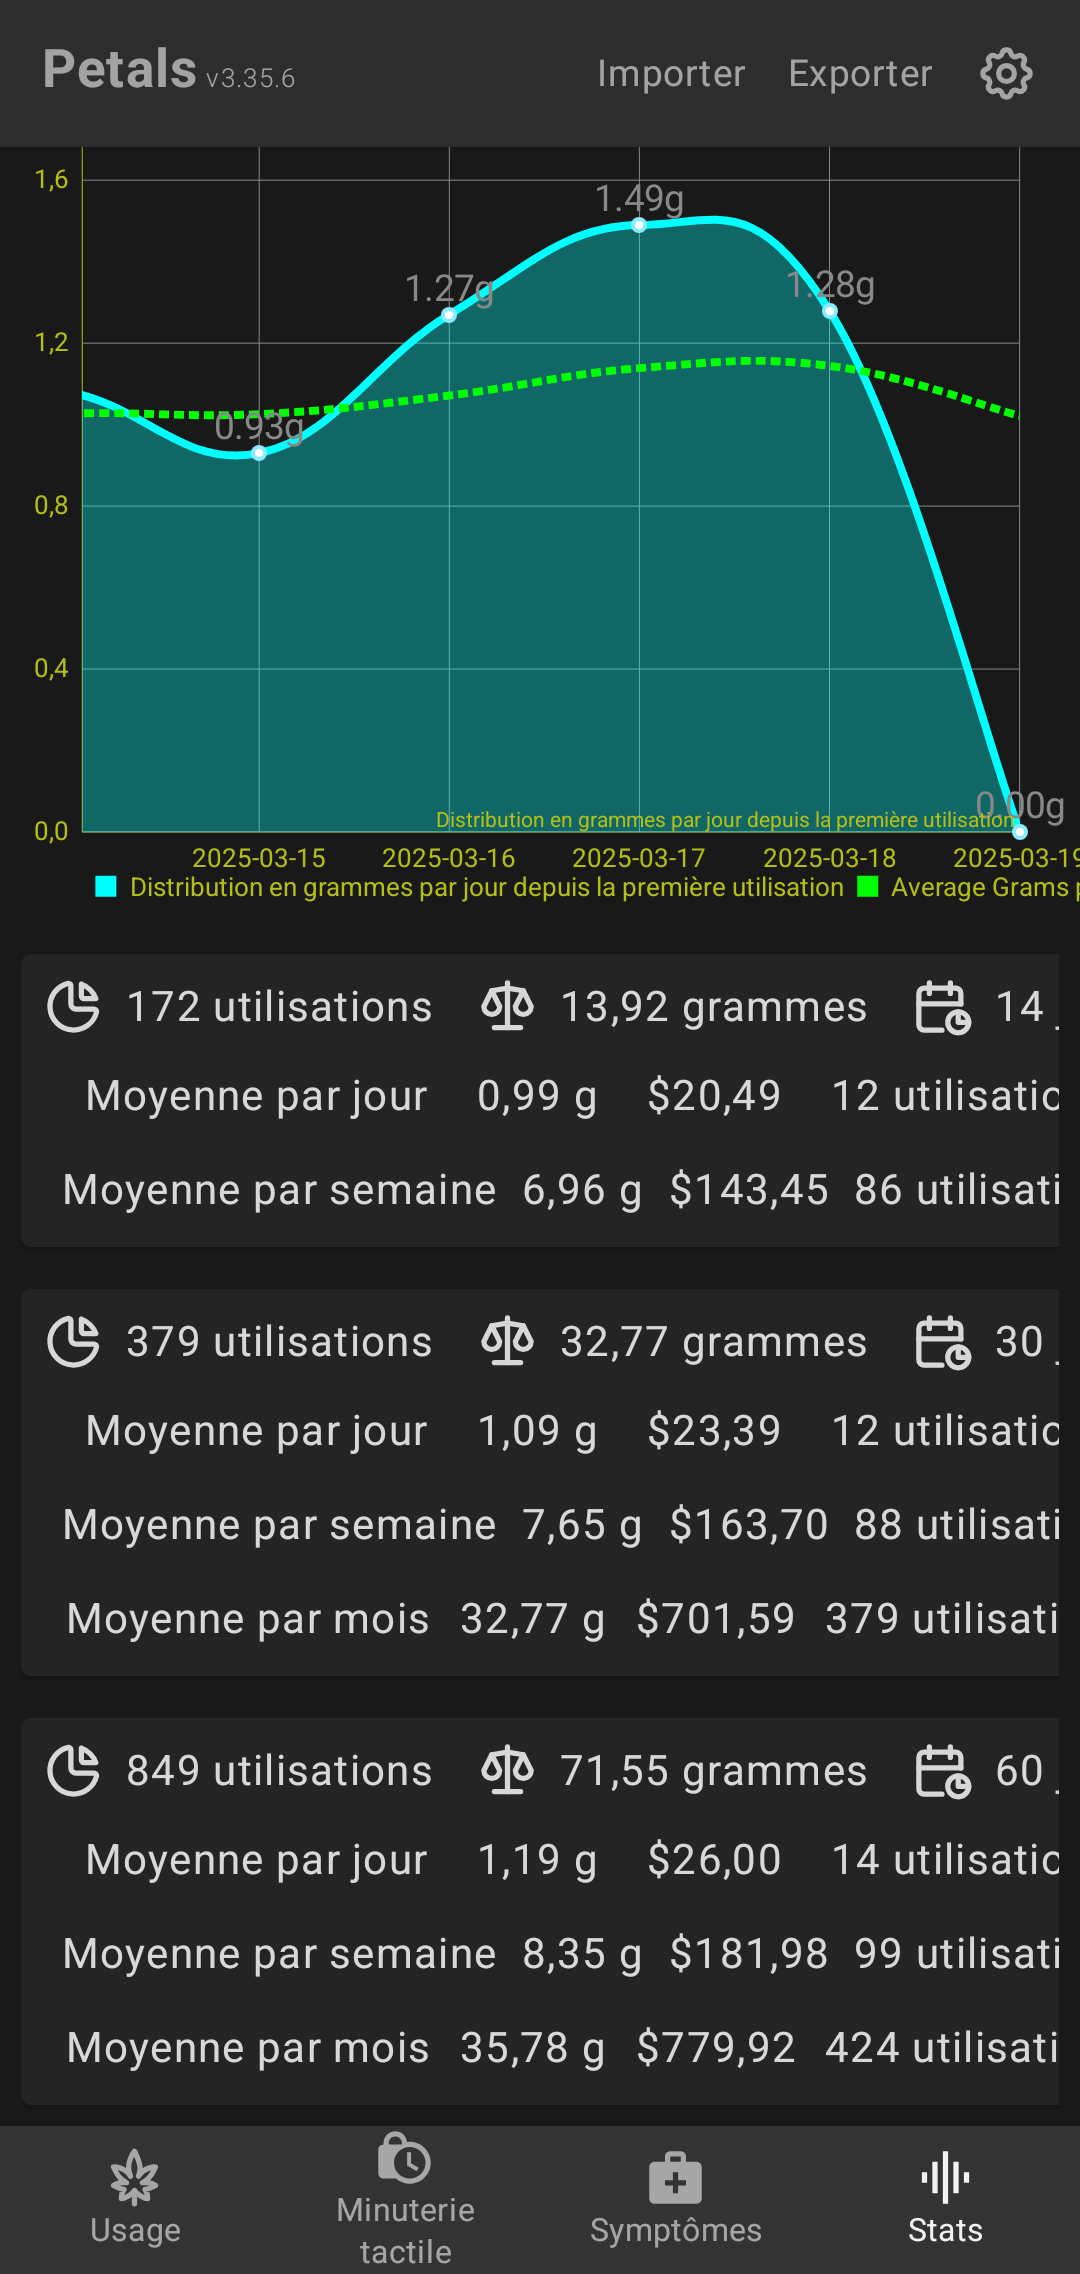 Petals v3.35.6 Importer Exporter
1,6
1.49g
1.27g
1.28g
1,2
0.93g
0,8
0,4
0.00g
Distribution en grammes par jour depuis la première utilisation
0,0
2025-03-15 2025-03-16 2025-03-17 2025-03-18 2025-03-19
Distribution en grammes par jour depuis la première utilisation Average Grams p
172 utilisations 13,92 grammes 14
Moyenne par jour 0,99 g $20,49 12 utilisatio
Moyenne par semaine 6,96 g $143,45 86 utilisati
379 utilisations 32,77 grammes 30
Moyenne par jour 1,09 g $23,39 12 utilisatio
Moyenne par semaine 7,65 g $163,70 88 utilisati
Moyenne par mois 32,77 g $701,59 379 utilisati
849 utilisations 71,55 grammes 60
Moyenne par jour 1,19 g $26,00 14 utilisatio
Moyenne par semaine 8,35 g $181,98 99 utilisati
Moyenne par mois 35,78 g $779,92 424 utilisati
Usage
Minuterie
tactile
Symptômes
Stats